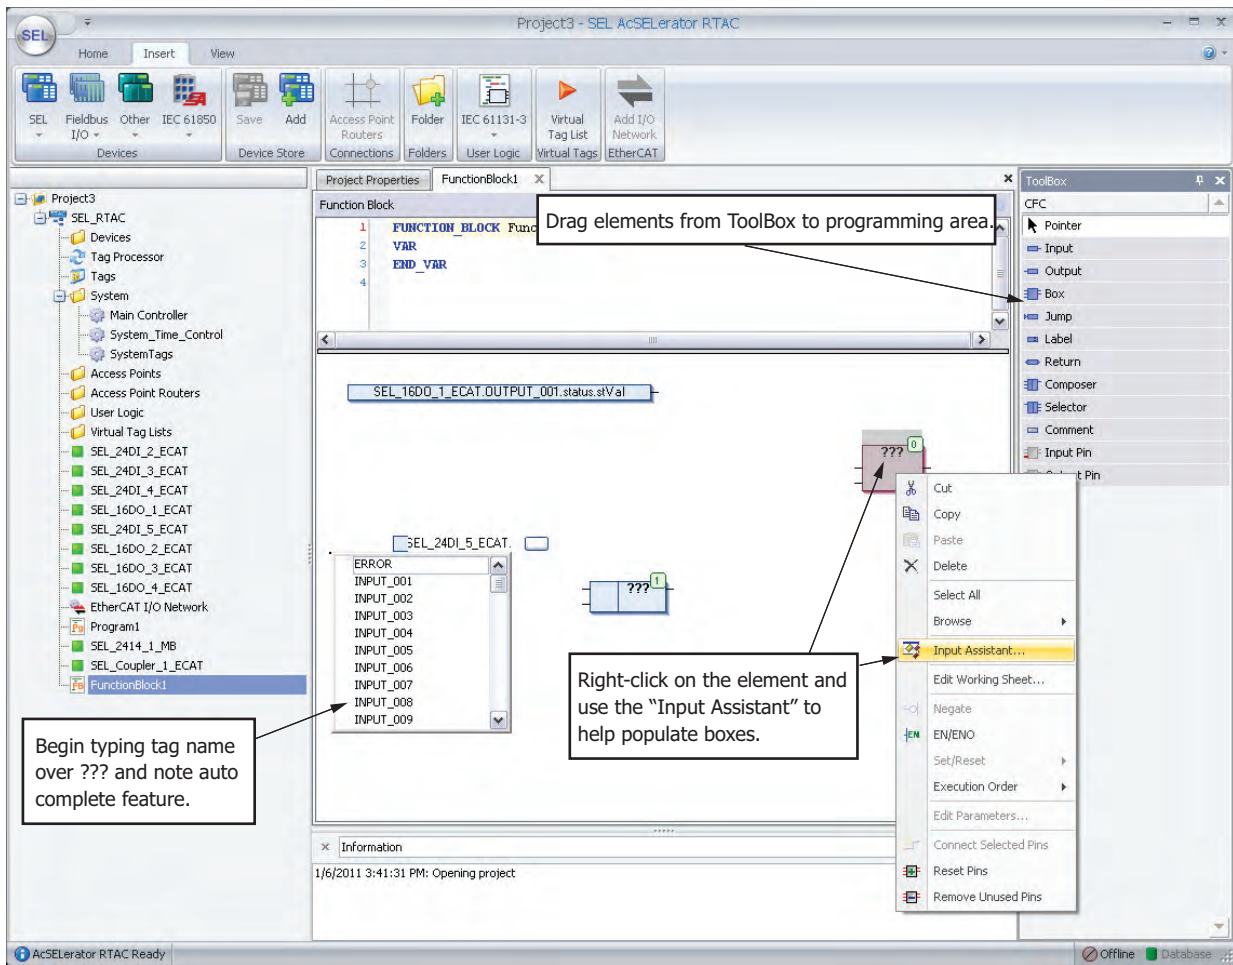 Project3 - SEL AcSELerator RTAC
SEL
Home Insert View
SEL
Fieldbus I/O
Other
IEC 61850
Devices
Save
Add
Device Store
Access Point Routers
Connections
Folder
Folders
IEC 61131-3
User Logic
Virtual Tag List
Virtual Tags
Add I/O Network
EtherCAT
Project3
SEL_RTAC
Devices
Tag Processor
Tags
System
Main Controller
System_Time_Control
SystemTags
Access Points
Access Point Routers
User Logic
Virtual Tag Lists
SEL_24DI_2_ECAT
SEL_24DI_3_ECAT
SEL_24DI_4_ECAT
SEL_16DO_1_ECAT
SEL_24DI_5_ECAT
SEL_16DO_2_ECAT
SEL_16DO_3_ECAT
SEL_16DO_4_ECAT
EtherCAT I/O Network
Program1
SEL_2414_1_MB
SEL_Coupler_1_ECAT
FunctionBlock1
Begin typing tag name
over ??? and note auto
complete feature.
Project Properties FunctionBlock1
Function Block
1 FUNCTION_BLOCK Func
2 VAR
3 END_VAR
4
Drag elements from ToolBox to programming area.
SEL_16DO_1_ECAT.OUTPUT_001.status.stVal
??? 0
SEL_24DI_5_ECAT.
ERROR
INPUT_001
INPUT_002
INPUT_003
INPUT_004
INPUT_005
INPUT_006
INPUT_007
INPUT_008
INPUT_009
??? 1
Right-click on the element and
use the “Input Assistant” to
help populate boxes.
Cut
Copy
Paste
Delete
Select All
Browse
Input Assistant...
Edit Working Sheet...
Negate
EN EN/ENO
Set/Reset
Execution Order
Edit Parameters...
Connect Selected Pins
Reset Pins
Remove Unused Pins
ToolBox
CFC
Pointer
Input
Output
Box
Jump
Label
Return
Composer
Selector
Comment
Input Pin
t Pin
Information
1/6/2011 3:41:31 PM: Opening project
AcSELerator RTAC Ready
Offline Database